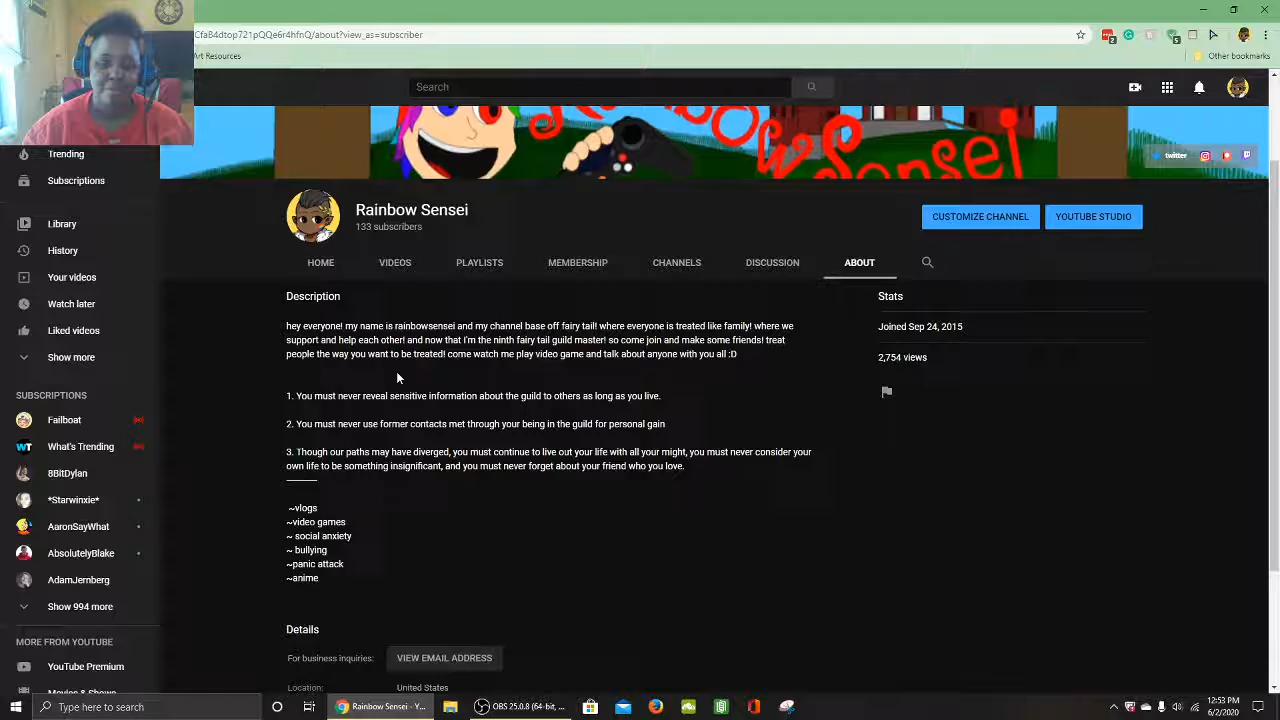 CfaB4dtop721pQQe6r4hfnQ/about?view_as=subscriber
Art Resources
Other bookmarks
Search
RainbowSensei
twitter
Trending
Subscriptions
Library
History
Your videos
Watch later
Liked videos
Show more
SUBSCRIPTIONS
Failboat
What's Trending
8BitDylan
*Starwinxie*
AaronSayWhat
AbsolutelyBlake
AdamJernberg
Show 994 more
MORE FROM YOUTUBE
YouTube Premium
Movies & Shows
Rainbow Sensei
133 subscribers
CUSTOMIZE CHANNEL
YOUTUBE STUDIO
HOME
VIDEOS
PLAYLISTS
MEMBERSHIP
CHANNELS
DISCUSSION
ABOUT
Description
hey everyone! my name is rainbowsensei and my channel base off fairy tail! where everyone is treated like family! where we
support and help each other! and now that i'm the ninth fairy tail guild master! so come join and make some friends! treat
people the way you want to be treated! come watch me play video game and talk about anyone with you all :D
1. You must never reveal sensitive information about the guild to others as long as you live.
2. You must never use former contacts met through your being in the guild for personal gain
3. Though our paths may have diverged, you must continue to live out your life with all your might, you must never consider your
own life to be something insignificant, and you must never forget about your friend who you love.
~vlogs
~video games
~ social anxiety
~ bullying
~panic attack
~anime
Stats
Joined Sep 24, 2015
2,754 views
Details
For business inquiries:
VIEW EMAIL ADDRESS
Location:
United States
Type here to search
Rainbow Sensei - Y...
OBS 25.0.8 (64-bit, ...
12:53 PM
6/2/2020